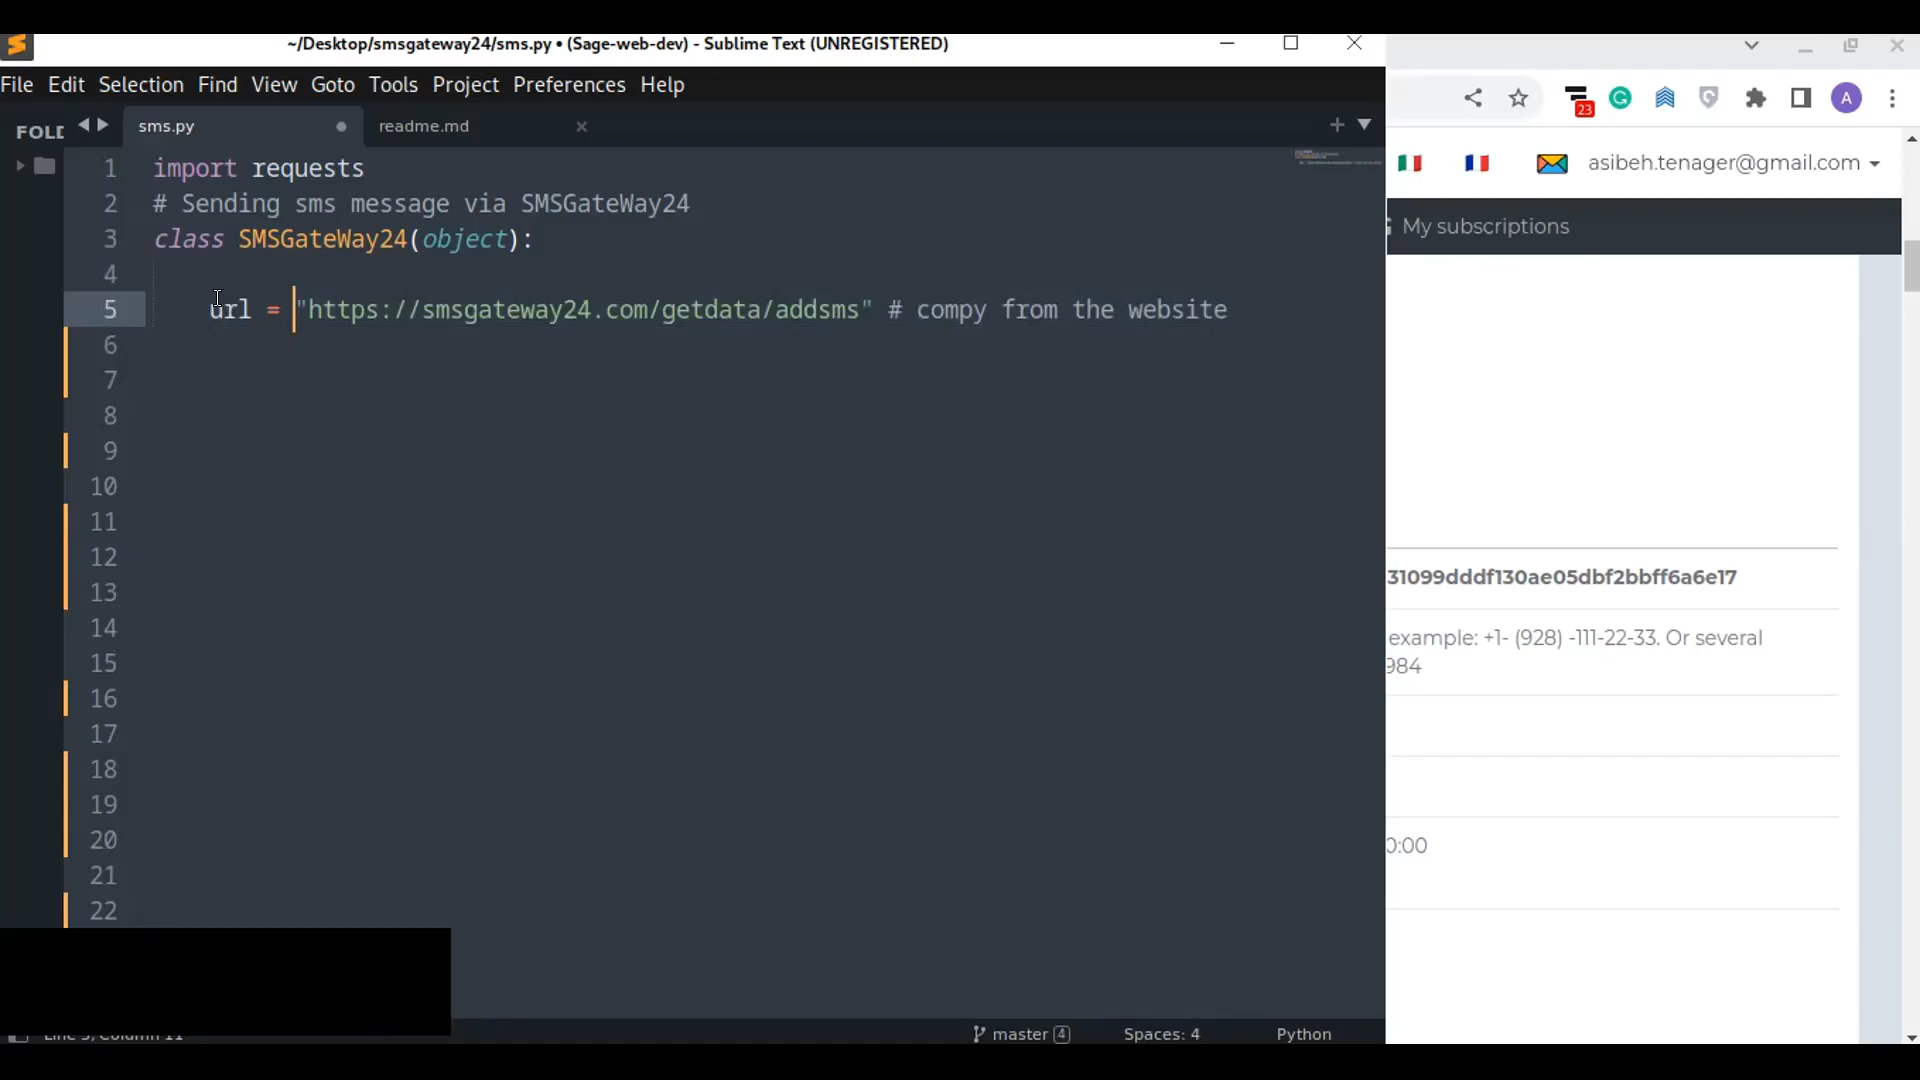 ~/Desktop/smsgateway24/sms.py • (Sage-web-dev) - Sublime Text (UNREGISTERED)
File Edit Selection Find View Goto Tools Project Preferences Help
FOLD
sms.py
readme.md
1 import requests
2 # Sending sms message via SMSGateWay24
3 class SMSGateWay24(object):
4
5 url = "https://smsgateway24.com/getdata/addsms" # compy from the website
6
7
8
9
10
11
12
13
14
15
16
17
18
19
20
21
22
Line 5, Column 11
master 4
Spaces: 4
Python
23
A
asibeh.tenager@gmail.com
My subscriptions
31099dddf130ae05dbf2bbff6a6e17
example: +1- (928) -111-22-33. Or several
984
0:00